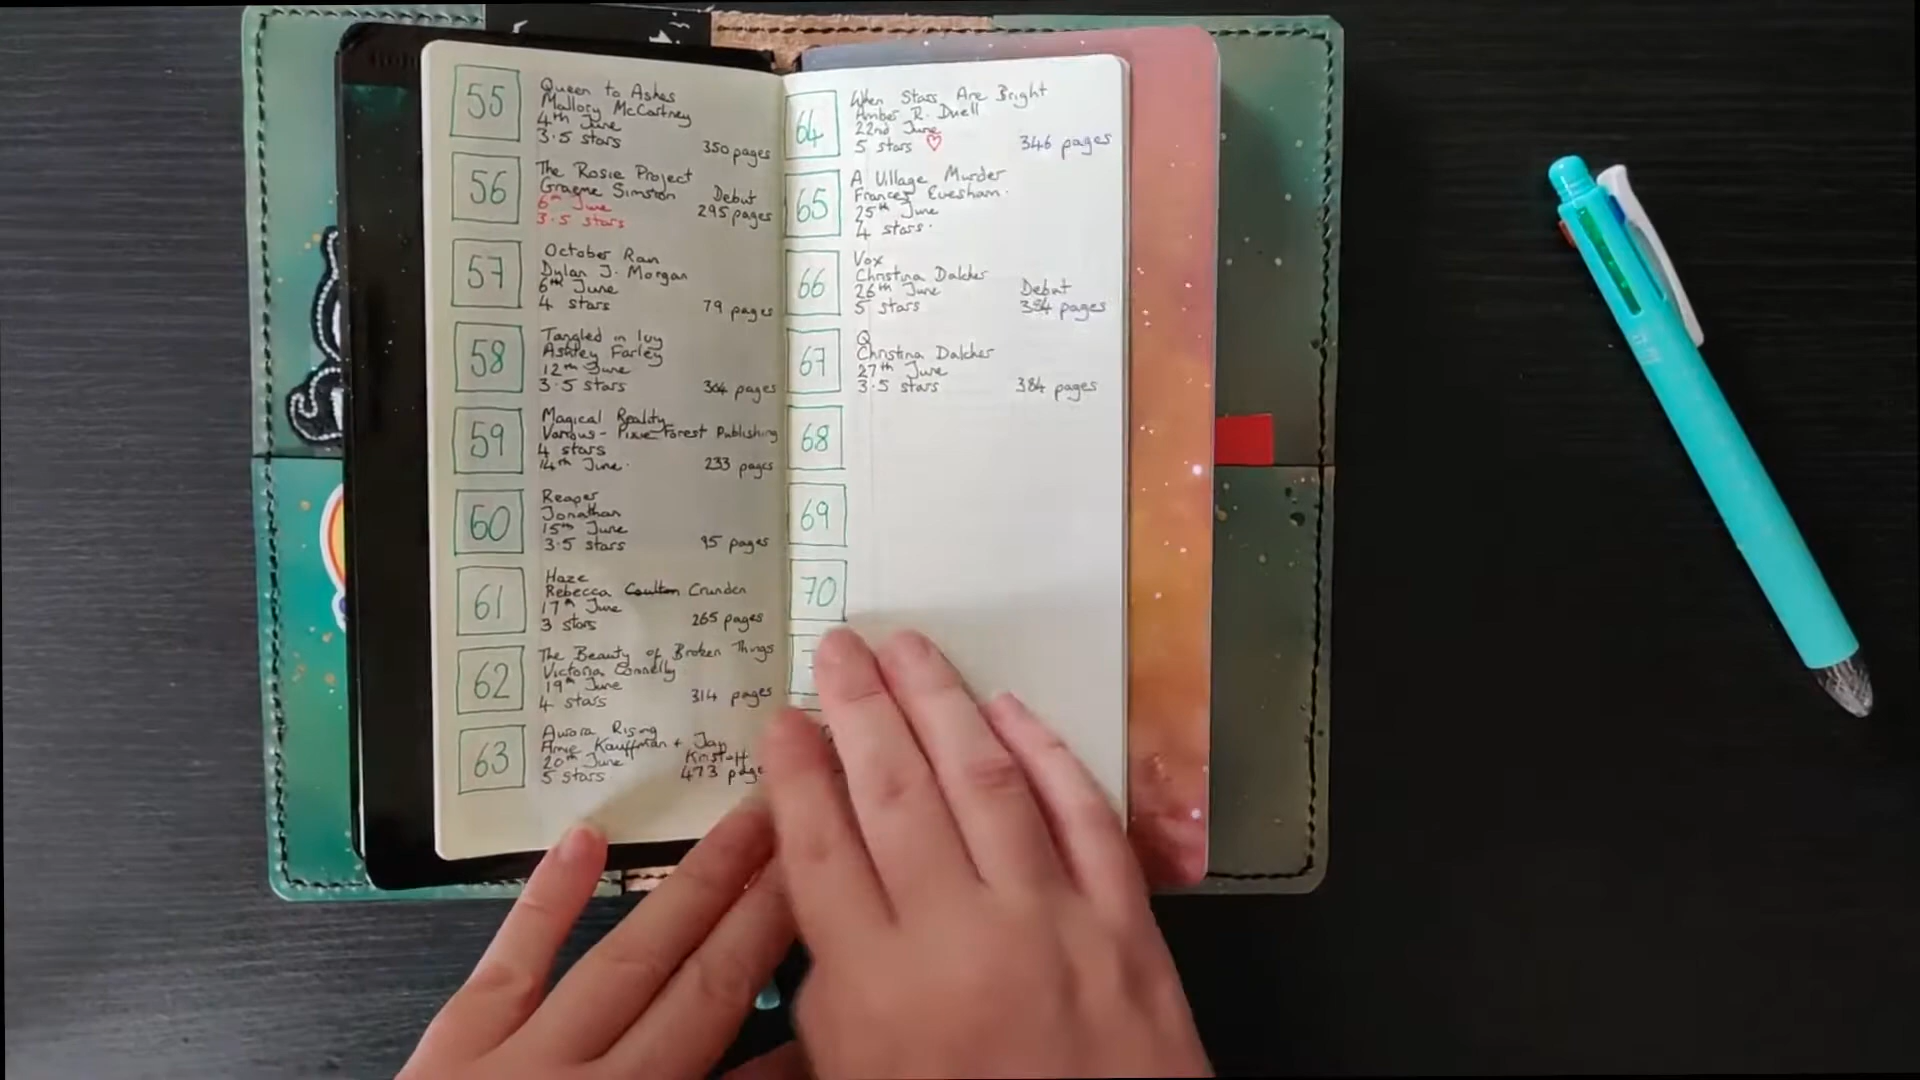 55
Queen to Ashes
Mallory McCartney
4th June
3.5 stars
350 pages
56
The Rosie Project
Graeme Simsion Debut
6th June 295 pages
3.5 stars
57
October Rain
Dylan J. Morgan
6th June
4 stars 79 pages
58
Tangled in Ivy
Ashley Farley
12th June
3.5 stars 304 pages
59
Magical Reality
Various - Pixie Forest Publishing
4 stars
14th June. 233 pages
60
Reaper
Jonathan
15th June
3.5 stars 95 pages
61
Haze
Rebecca Crunden
17th June
3 stars 265 pages
62
The Beauty of Broken Things
Victoria Connelly
19th June
4 stars 314 pages
63
Aurora Rising
Amie Kauffman + Jay
20th June Kristoff
5 stars 473 page
64
When Stars Are Bright
Amber R. Duell
22nd June
5 stars ♡ 346 pages
65
A Village Murder
Frances Evesham.
25th June
4 stars.
66
Vox
Christina Dalcher
26th June Debut
5 stars pages
67
Q
Christina Dalcher
27th June
3.5 stars 384 pages
68
69
70